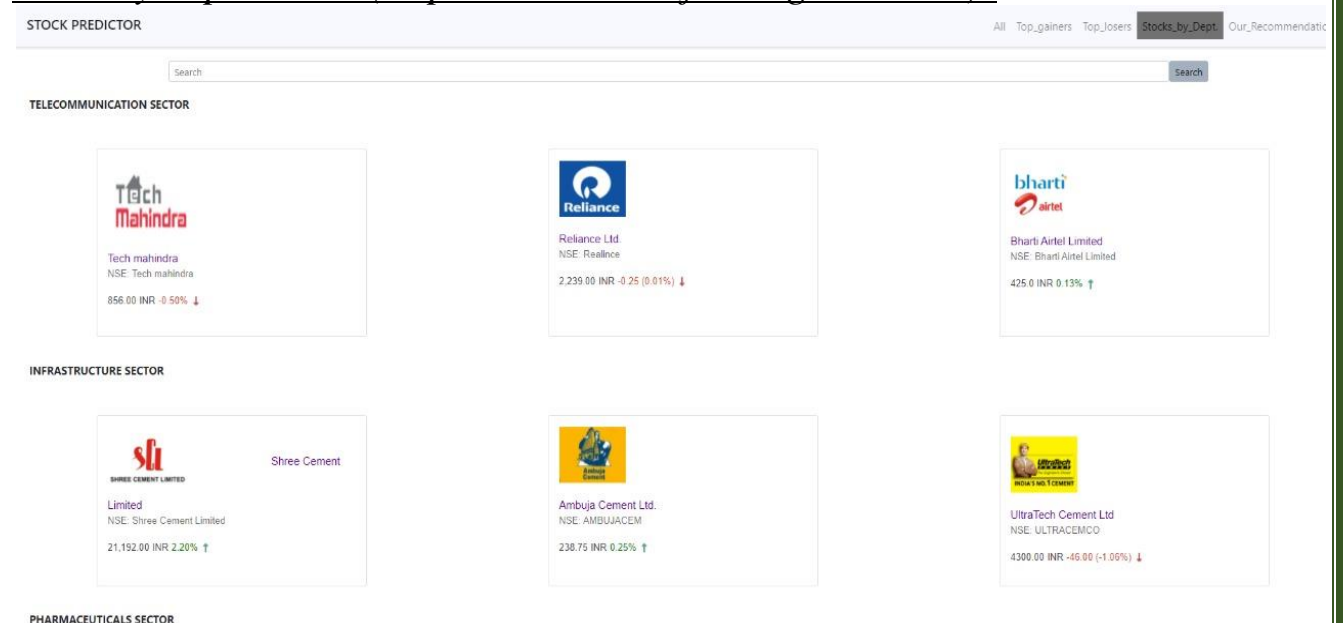 STOCK PREDICTOR
All Top_gainers Top_losers Stocks_by_Dept. Our_Recommendatio
Search Search
TELECOMMUNICATION SECTOR
Tech
Mahindra
Tech mahindra
NSE: Tech mahindra
856.00 INR -0.50% ↓
Reliance
Reliance Ltd.
NSE: Realince
2,239.00 INR -0.25 (0.01%) ↓
bharti
airtel
Bharti Airtel Limited
NSE: Bharti Airtel Limited
425.0 INR 0.13% ↑
INFRASTRUCTURE SECTOR
SHREE CEMENT LIMITED
Shree Cement
Limited
NSE: Shree Cement Limited
21,192.00 INR 2.20% ↑
Ambuja
Cement
Ambuja Cement Ltd.
NSE: AMBUJACEM
238.75 INR 0.25% ↑
UltraTech
CEMENT
INDIA'S NO.1 CEMENT
UltraTech Cement Ltd
NSE: ULTRACEMCO
4300.00 INR -46.00 (-1.06%) ↓
PHARMACEUTICALS SECTOR